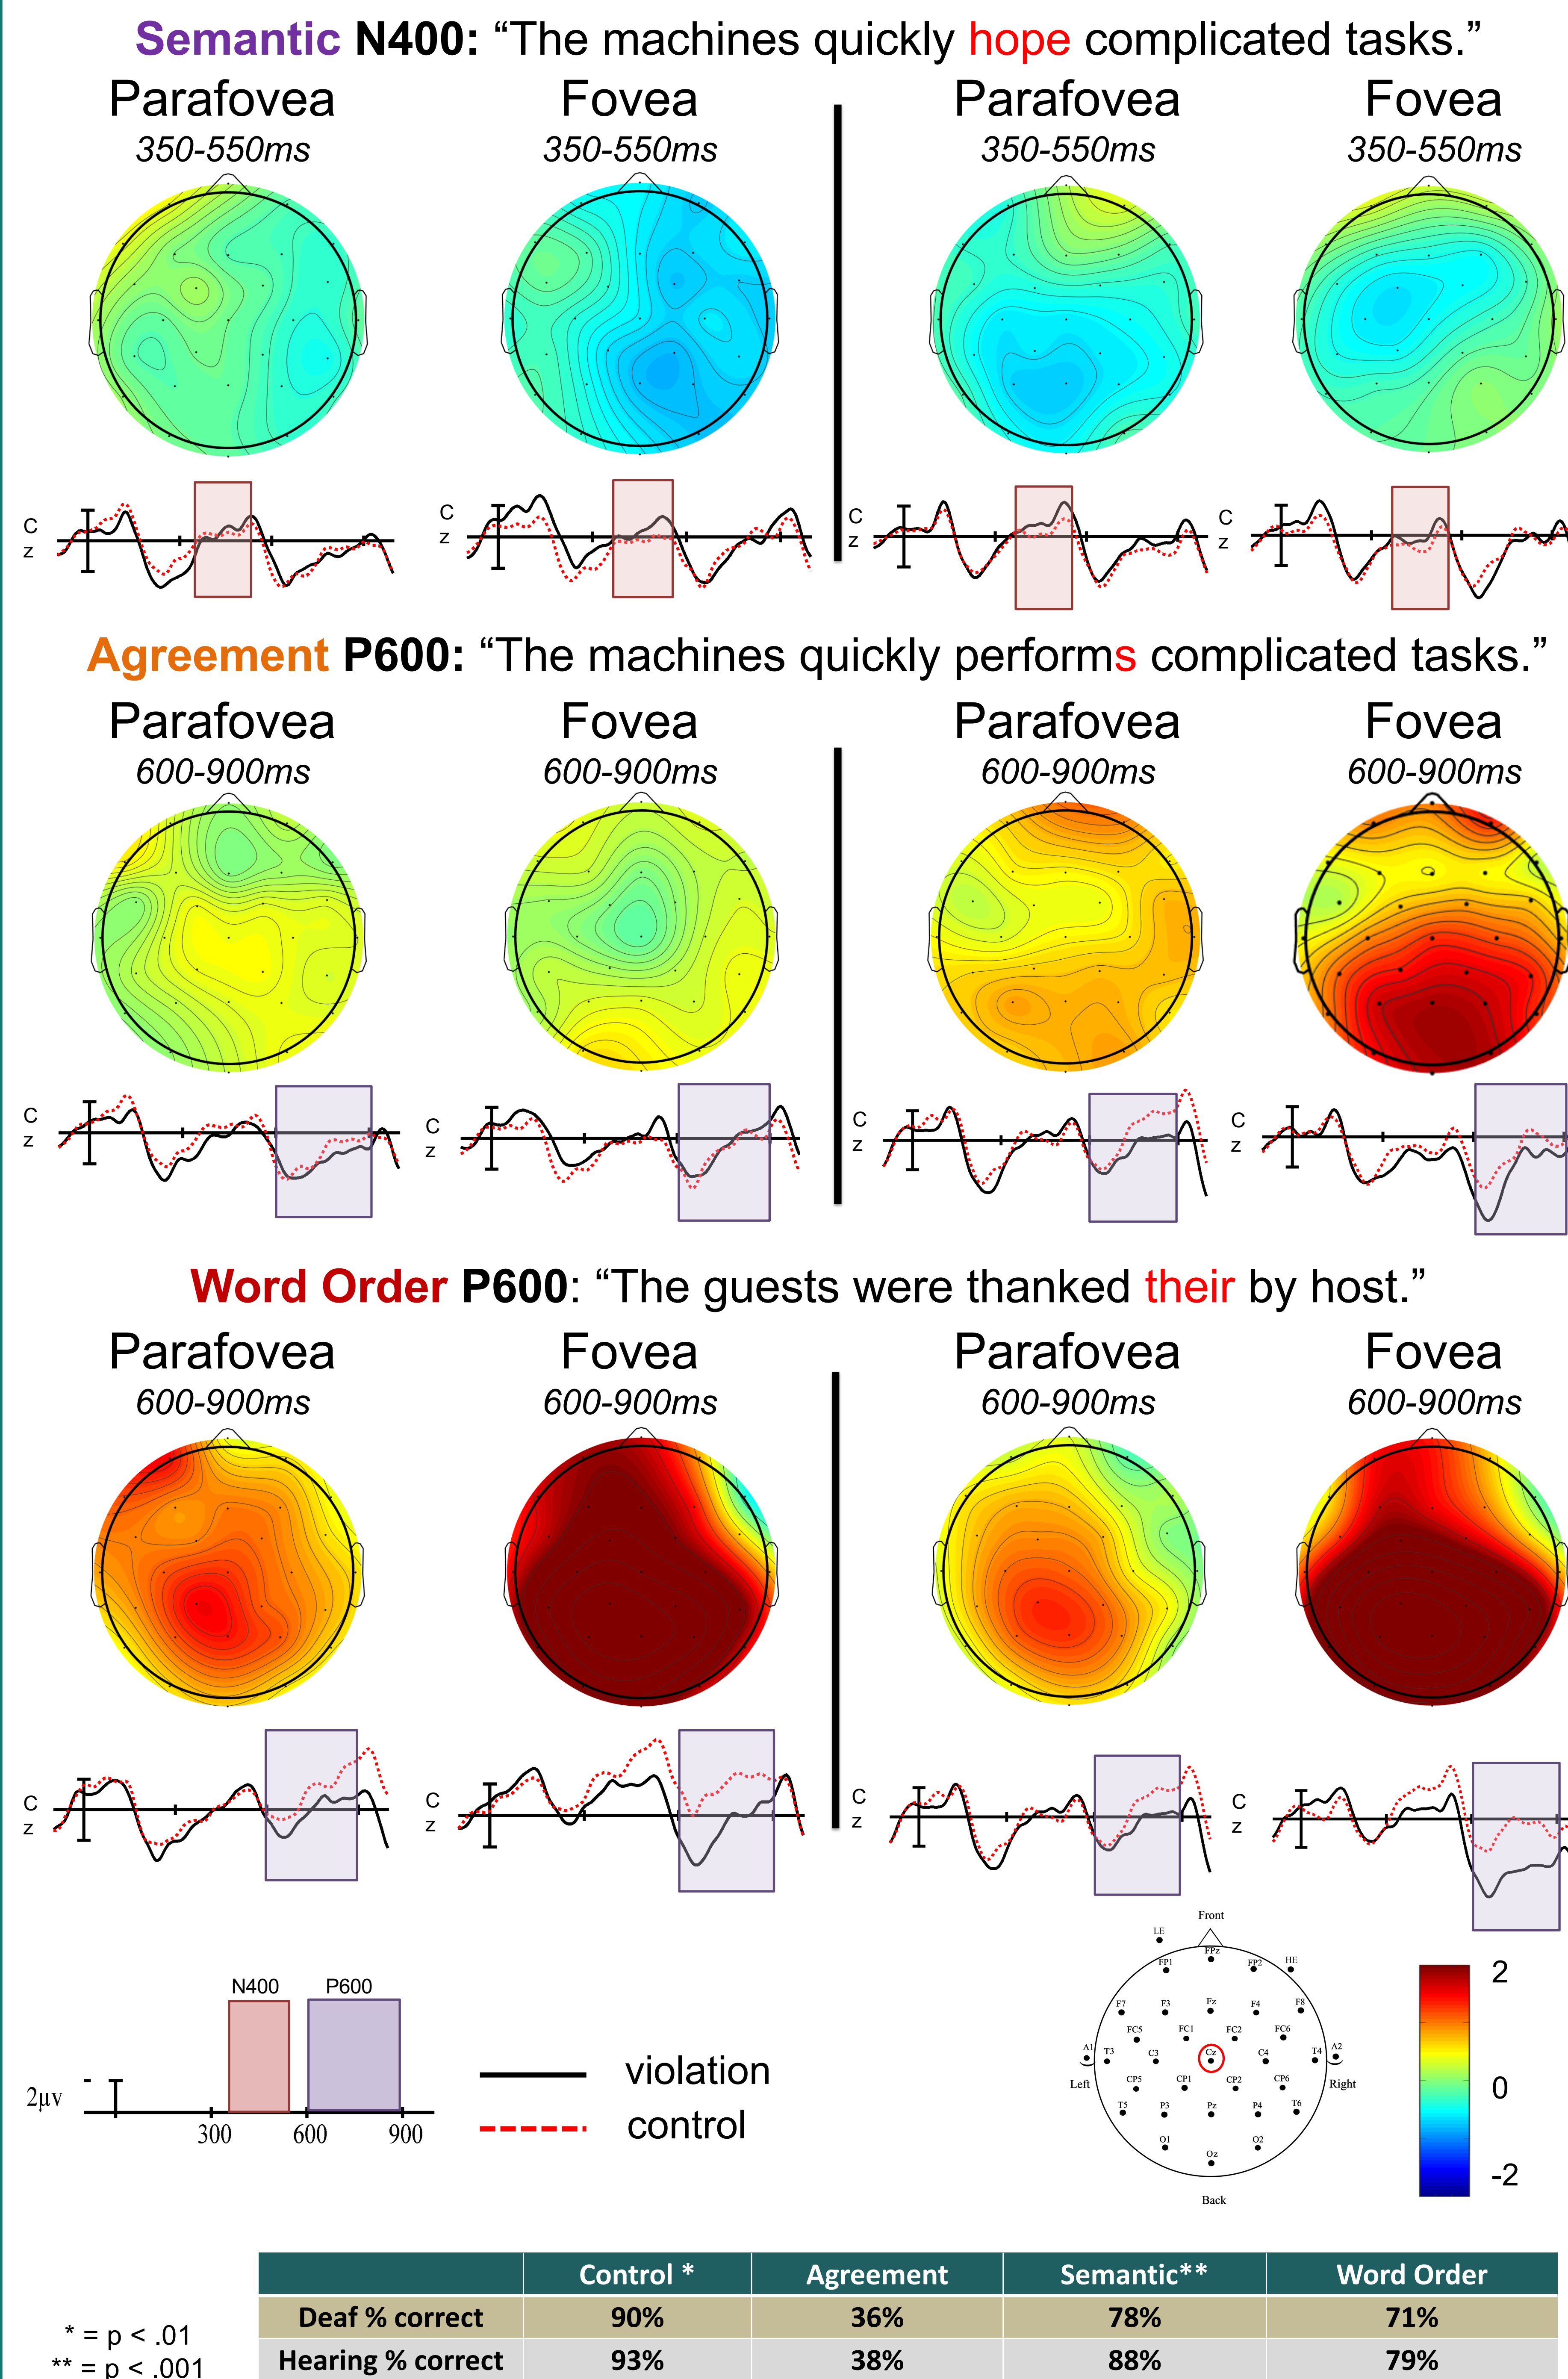 Semantic N400: “The machines quickly hope complicated tasks.”
Parafovea Fovea Parafovea Fovea
350-550ms 350-550ms 350-550ms 350-550ms
C
z
C
z
C
z
C
z
Agreement P600: “The machines quickly performs complicated tasks.”
Parafovea Fovea Parafovea Fovea
600-900ms 600-900ms 600-900ms 600-900ms
C
z
C
z
C
z
C
z
Word Order P600: “The guests were thanked their by host.”
Parafovea Fovea Parafovea Fovea
600-900ms 600-900ms 600-900ms 600-900ms
C
z
C
z
C
z
C
z
N400 P600
2μv
300 600 900
violation
control
Front
LE
FPz
FP1 FP2 HE
F7 F3 Fz F4 F8
FC5 FC1 FC2 FC6
A1 T3 C3 Cz C4 T4 A2
Left CP5 CP1 CP2 CP6 Right
T5 P3 Pz P4 T6
O1 O2
Oz
Back
2
0
-2
Control * Agreement Semantic** Word Order
Deaf % correct 90% 36% 78% 71%
Hearing % correct 93% 38% 88% 79%
* = p < .01
** = p < .001